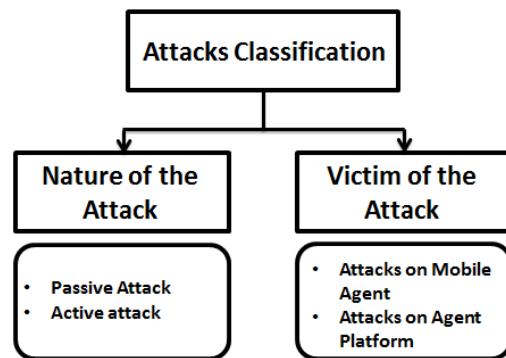 Attacks Classification
Nature of the
Attack
Victim of the
Attack
• Passive Attack
• Active attack
• Attacks on Mobile
Agent
• Attacks on Agent
Platform